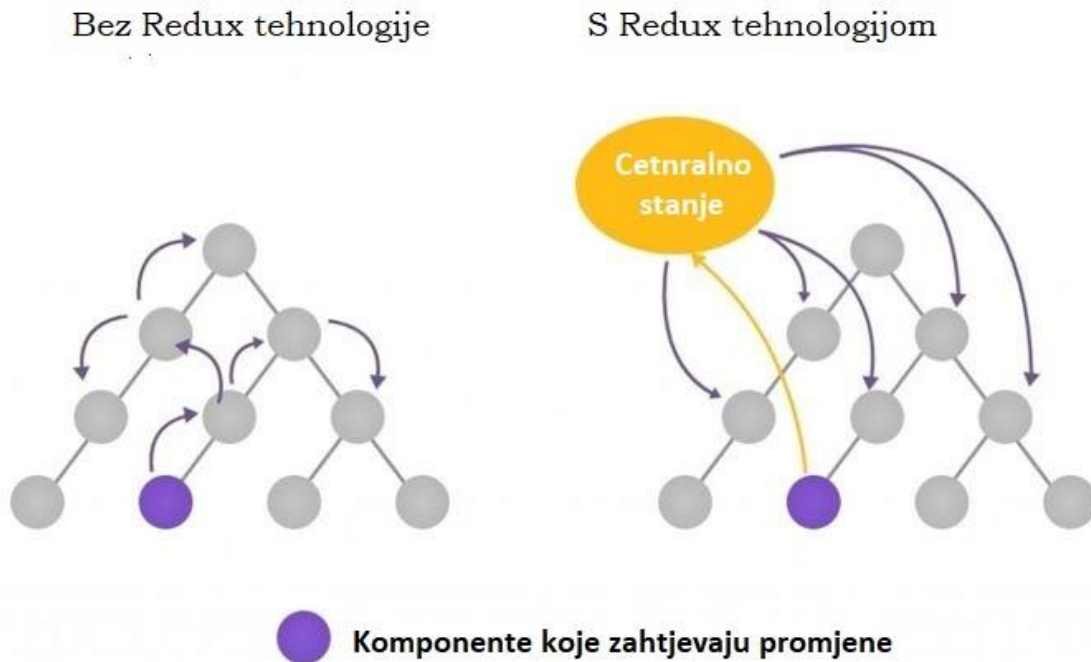 Bez Redux tehnologije
S Redux tehnologijom
Cetnralno
stanje
Komponente koje zahtjevaju promjene